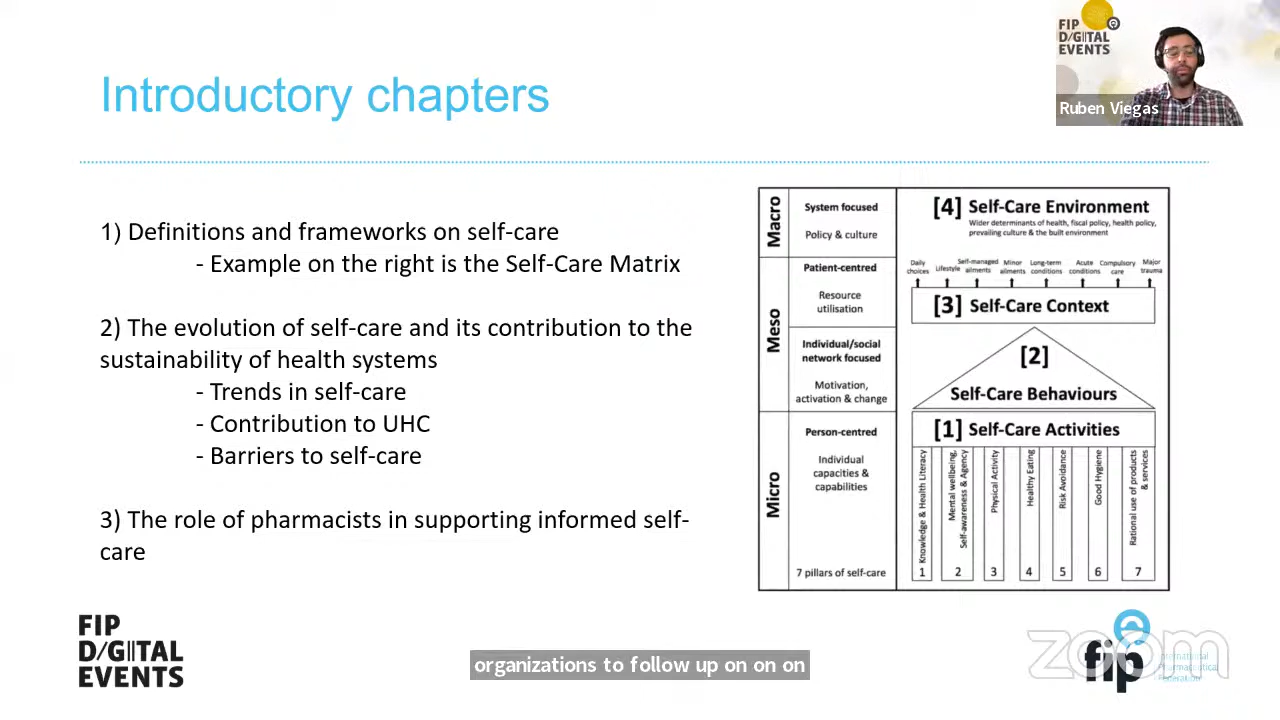 Introductory chapters
FIP
D/G/TAL
EVENTS
Ruben Viegas
1) Definitions and frameworks on self-care
- Example on the right is the Self-Care Matrix
2) The evolution of self-care and its contribution to the
sustainability of health systems
- Trends in self-care
- Contribution to UHC
- Barriers to self-care
3) The role of pharmacists in supporting informed self-
care
Macro
System focused
Policy & culture
[4] Self-Care Environment
Wider determinants of health, fiscal policy, health policy,
prevailing culture & the built environment
Meso
Patient-centred
Resource
utilisation
Individual/social
network focused
Motivation,
activation & change
Daily
choices
Lifestyle
Self-managed
ailments
Minor
ailments
Long-term
conditions
Acute
conditions
Compulsory
care
Major
trauma
[3] Self-Care Context
[2]
Self-Care Behaviours
Micro
Person-centred
Individual
capacities &
capabilities
7 pillars of self-care
[1] Self-Care Activities
Knowledge & Health Literacy
Mental wellbeing,
Self-awareness & Agency
Physical Activity
Healthy Eating
Risk Avoidance
Good Hygiene
Rational use of products
& services
1 2 3 4 5 6 7
FIP
D/G/TAL
EVENTS
organizations to follow up on on on
zoom
fip
International
Pharmaceutical
Federation